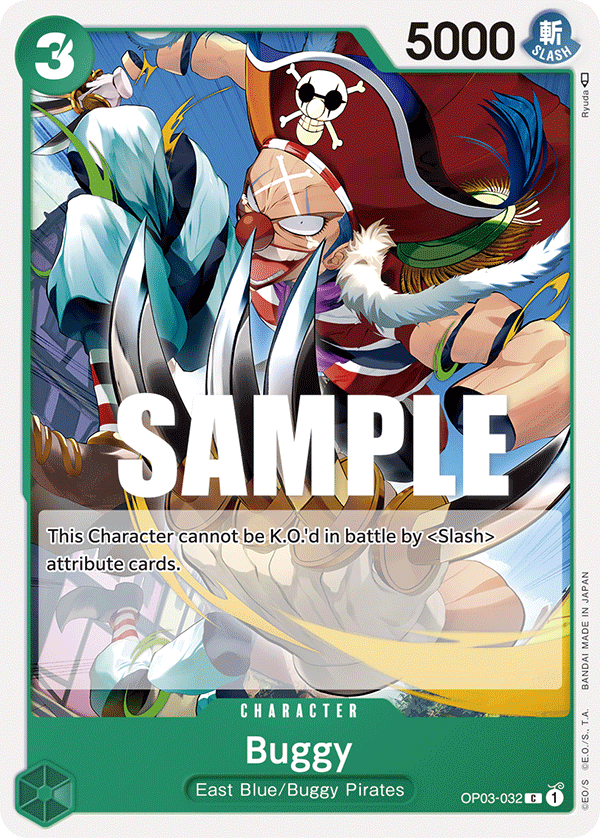 3
5000
斬
SLASH
Ryuda
SAMPLE
This Character cannot be K.O.'d in battle by <Slash>
attribute cards.
CHARACTER
Buggy
East Blue/Buggy Pirates
OP03-032 C 1
©EO/S ©E.O./S., T.A. BANDAI MADE IN JAPAN